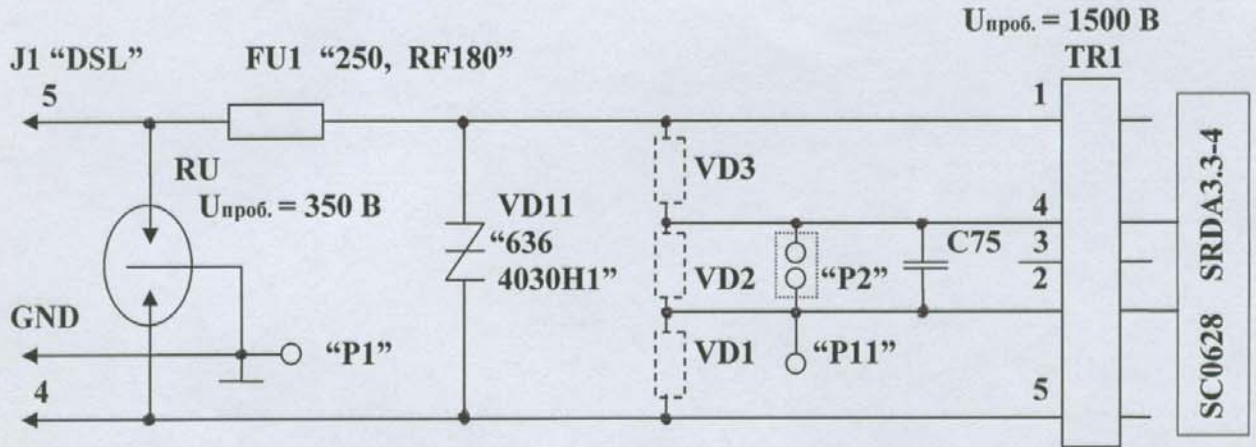 Uпроб. = 1500 В
J1 “DSL”
FU1 “250, RF180”
TR1
5
1
RU
Uпроб. = 350 В
VD3
VD11
“636
4030H1”
4
C75
3
VD2
“P2”
2
GND
“P1”
VD1
“P11”
4
5
SC0628 SRDA3.3-4